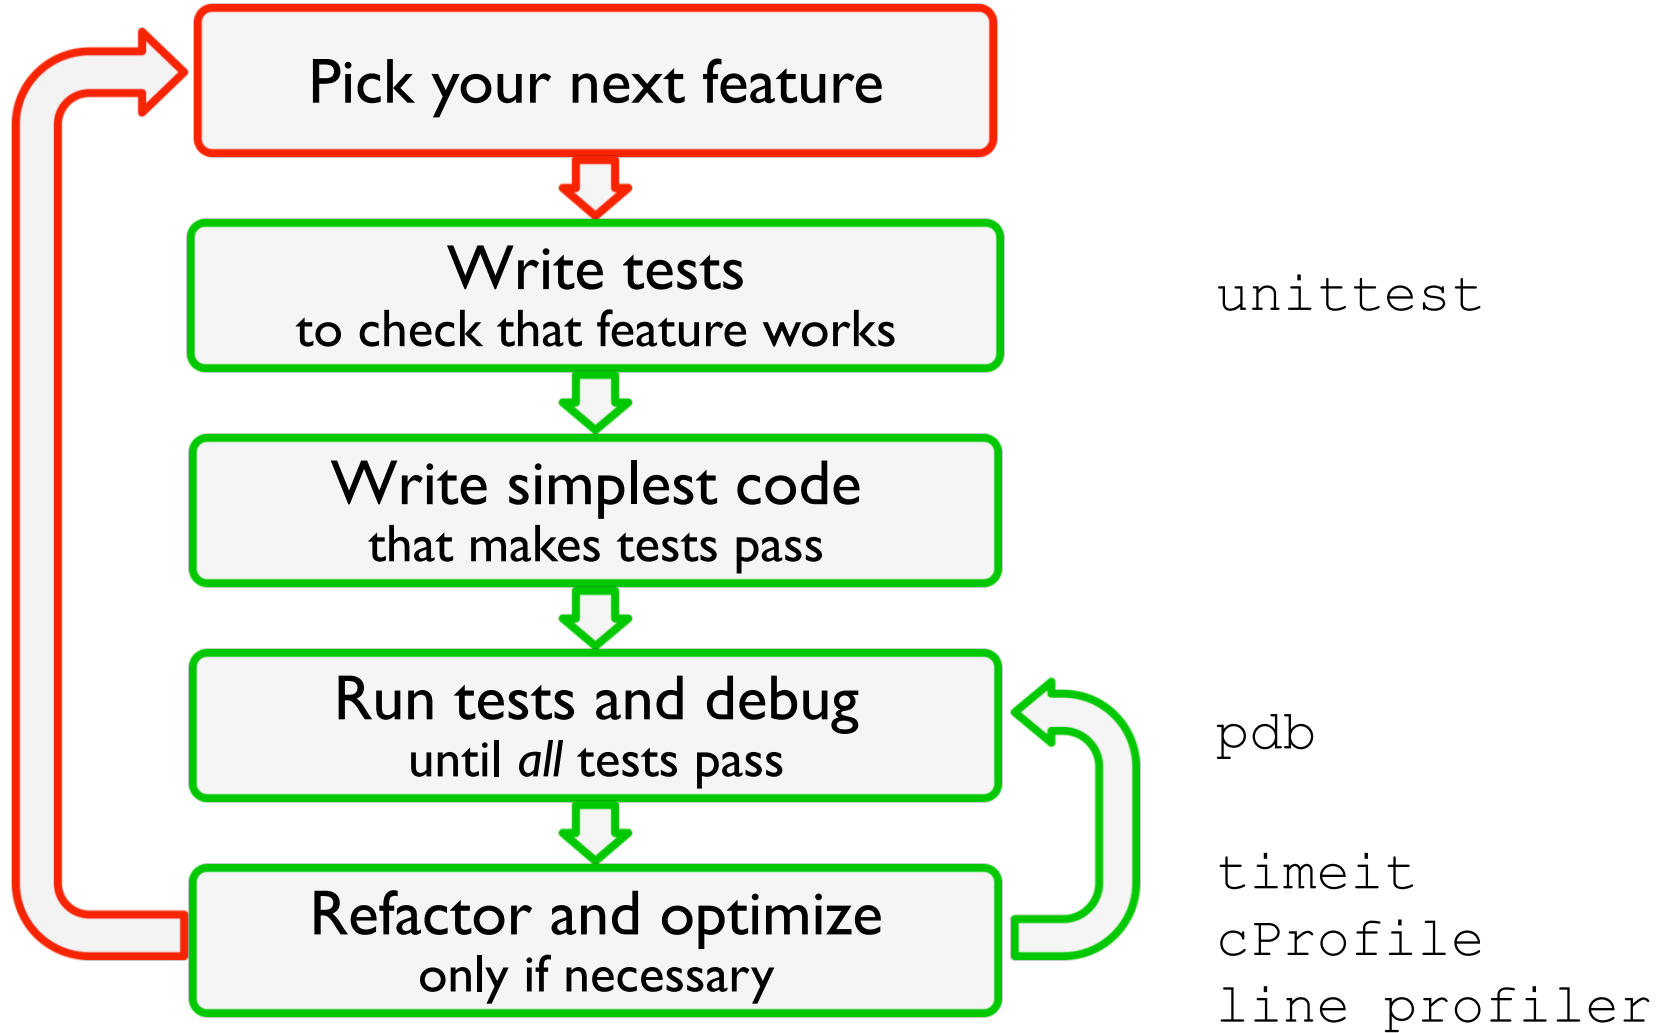 Pick your next feature
Write tests
to check that feature works
unittest
Write simplest code
that makes tests pass
Run tests and debug
until all tests pass
pdb
Refactor and optimize
only if necessary
timeit
cProfile
line profiler